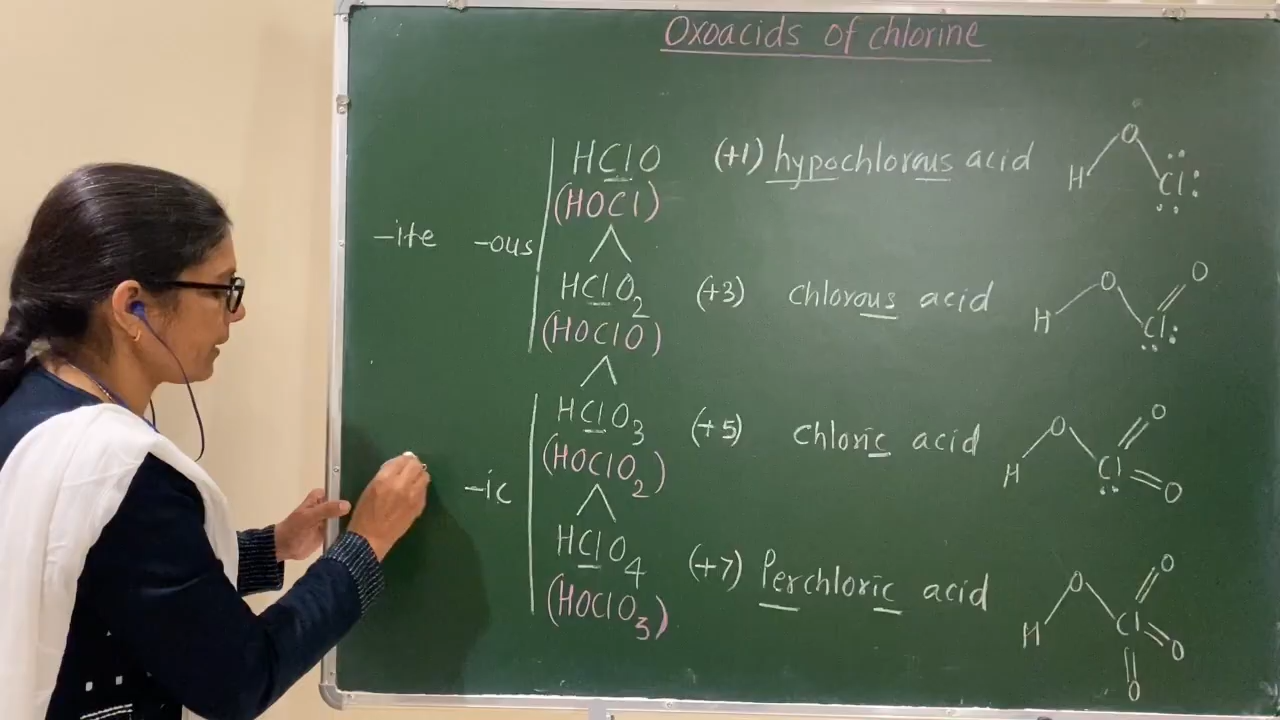 Oxoacids of chlorine
HClO (+1) hypochlorous acid
(HOCl)
-ite -ous
HClO2 (+3) chlorous acid
(HOClO)
HClO3 (+5) chloric acid
(HOClO2)
-ic
HClO4 (+7) Perchloric acid
(HOClO3)
H O Cl
H O Cl O
H O Cl O O
H O Cl O O O